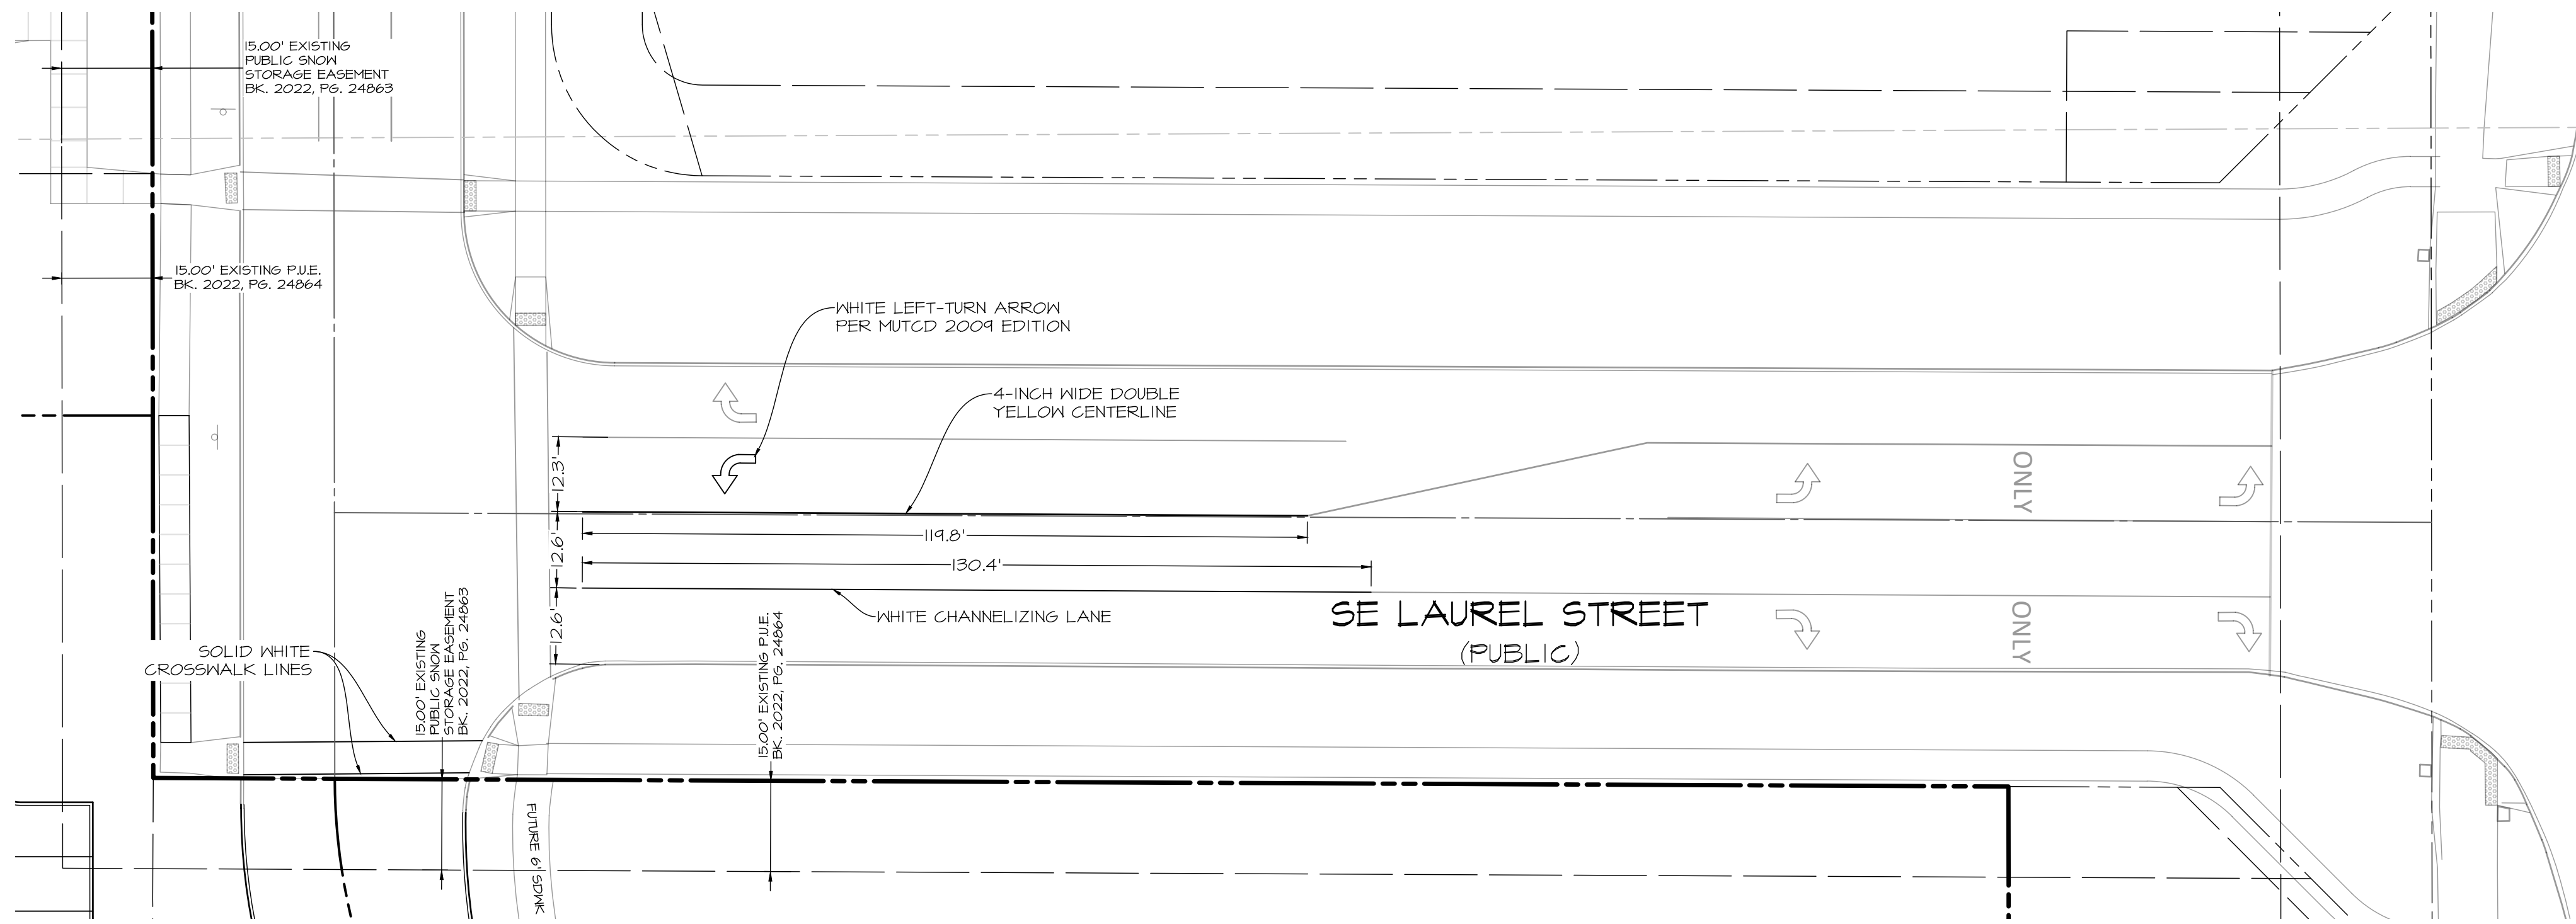 15.00' EXISTING
PUBLIC SNOW
STORAGE EASEMENT
BK. 2022, PG. 24863
15.00' EXISTING P.U.E.
BK. 2022, PG. 24864
WHITE LEFT-TURN ARROW
PER MUTCD 2009 EDITION
4-INCH WIDE DOUBLE
YELLOW CENTERLINE
12.3'
ONLY
119.8'
12.6'
130.4'
WHITE CHANNELIZING LANE
12.6'
SE LAUREL STREET
(PUBLIC)
ONLY
SOLID WHITE
CROSSWALK LINES
15.00' EXISTING
PUBLIC SNOW
STORAGE EASEMENT
BK. 2022, PG. 24863
15.00' EXISTING P.U.E.
BK. 2022, PG. 24864
FUTURE 6' SDWK